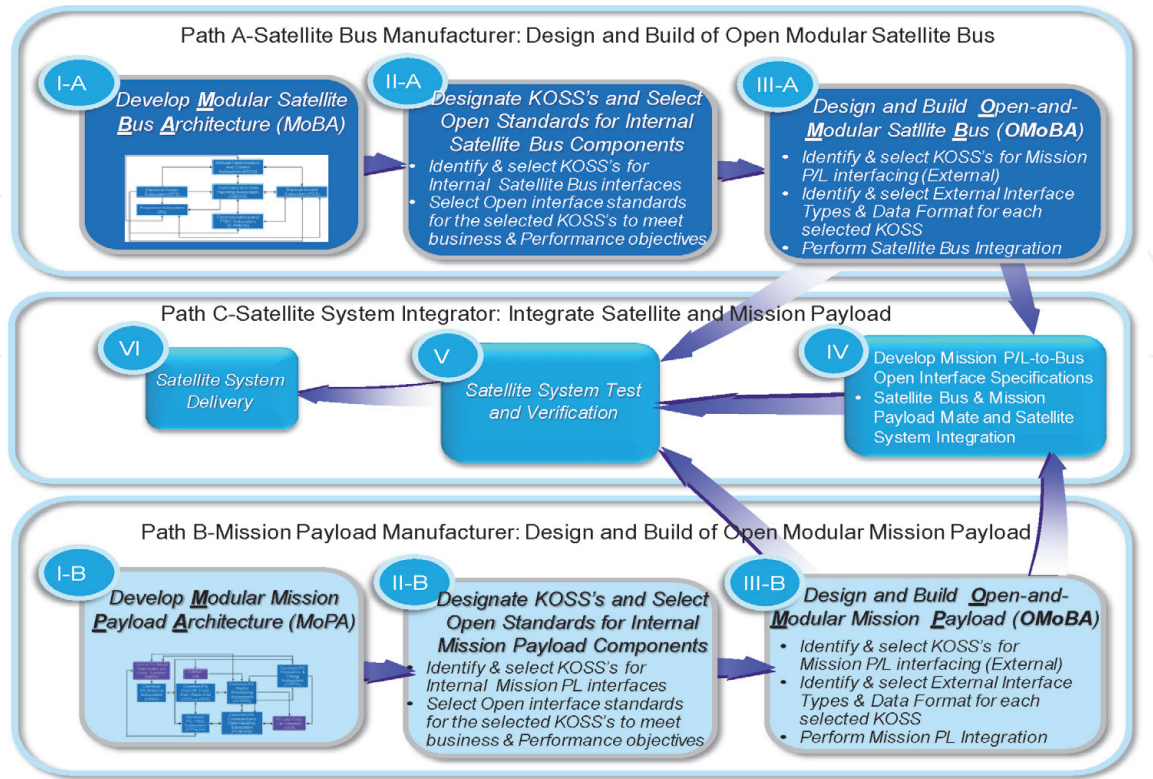 Path A-Satellite Bus Manufacturer: Design and Build of Open Modular Satellite Bus
I-A
Develop Modular Satellite
Bus Architecture (MoBA)
II-A
Designate KOSS's and Select
Open Standards for Internal
Satellite Bus Components
• Identify & select KOSS's for
Internal Satellite Bus interfaces
• Select Open interface standards
for the selected KOSS's to meet
business & Performance objectives
III-A
Design and Build Open-and-
Modular Satllite Bus (OMoBA)
• Identify & select KOSS's for Mission
P/L interfacing (External)
• Identify & select External Interface
Types & Data Format for each
selected KOSS
• Perform Satellite Bus Integration
Path C-Satellite System Integrator: Integrate Satellite and Mission Payload
VI
Satellite System
Delivery
V
Satellite System Test
and Verification
IV
• Develop Mission P/L-to-Bus
Open Interface Specifications
• Satellite Bus & Mission
Payload Mate and Satellite
System Integration
Path B-Mission Payload Manufacturer: Design and Build of Open Modular Mission Payload
I-B
Develop Modular Mission
Payload Architecture (MoPA)
II-B
Designate KOSS's and Select
Open Standards for Internal
Mission Payload Components
• Identify & select KOSS's for
Internal Mission PL interfaces
• Select Open interface standards
for the selected KOSS's to meet
business & Performance objectives
III-B
Design and Build Open-and-
Modular Mission Payload (OMoBA)
• Identify & select KOSS's for
Mission P/L interfacing (External)
• Identify & select External Interface
Types & Data Format for each
selected KOSS
• Perform Mission PL Integration